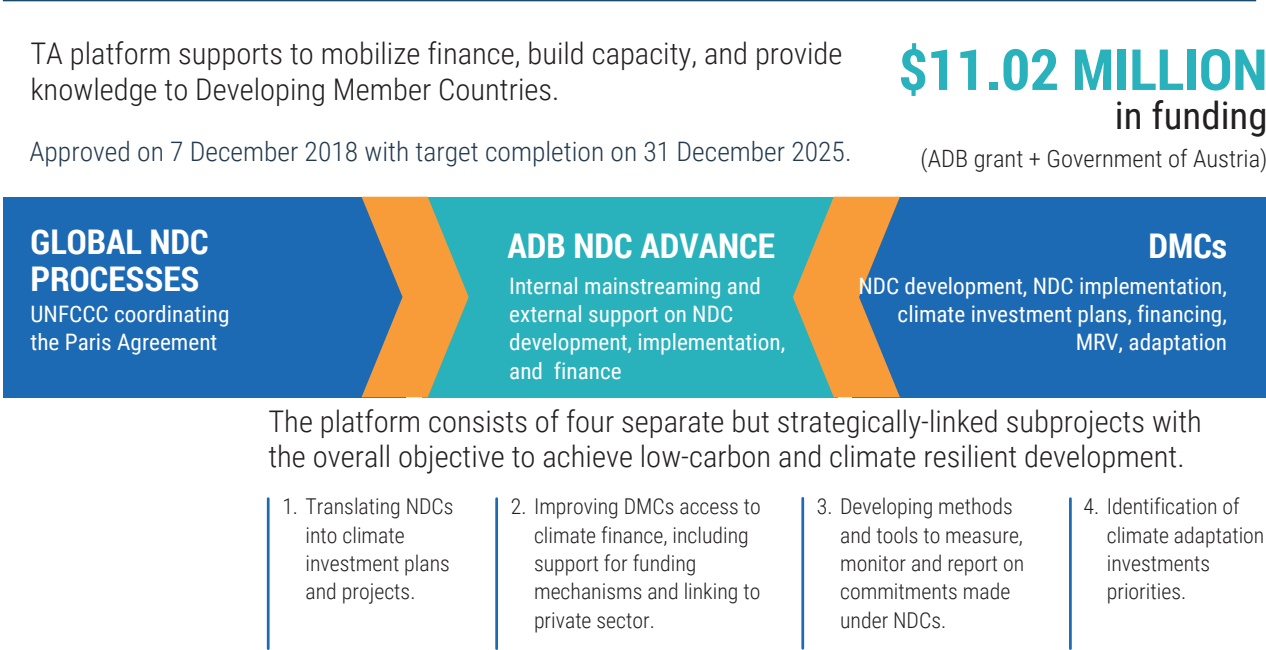 TA platform supports to mobilize finance, build capacity, and provide
knowledge to Developing Member Countries.
Approved on 7 December 2018 with target completion on 31 December 2025.
$11.02 MILLION
in funding
(ADB grant + Government of Austria)
GLOBAL NDC
PROCESSES
UNFCCC coordinating
the Paris Agreement
ADB NDC ADVANCE
Internal mainstreaming and
external support on NDC
development, implementation,
and finance
DMCs
NDC development, NDC implementation,
climate investment plans, financing,
MRV, adaptation
The platform consists of four separate but strategically-linked subprojects with
the overall objective to achieve low-carbon and climate resilient development.
1. Translating NDCs
into climate
investment plans
and projects.
2. Improving DMCs access to
climate finance, including
support for funding
mechanisms and linking to
private sector.
3. Developing methods
and tools to measure,
monitor and report on
commitments made
under NDCs.
4. Identification of
climate adaptation
investments
priorities.